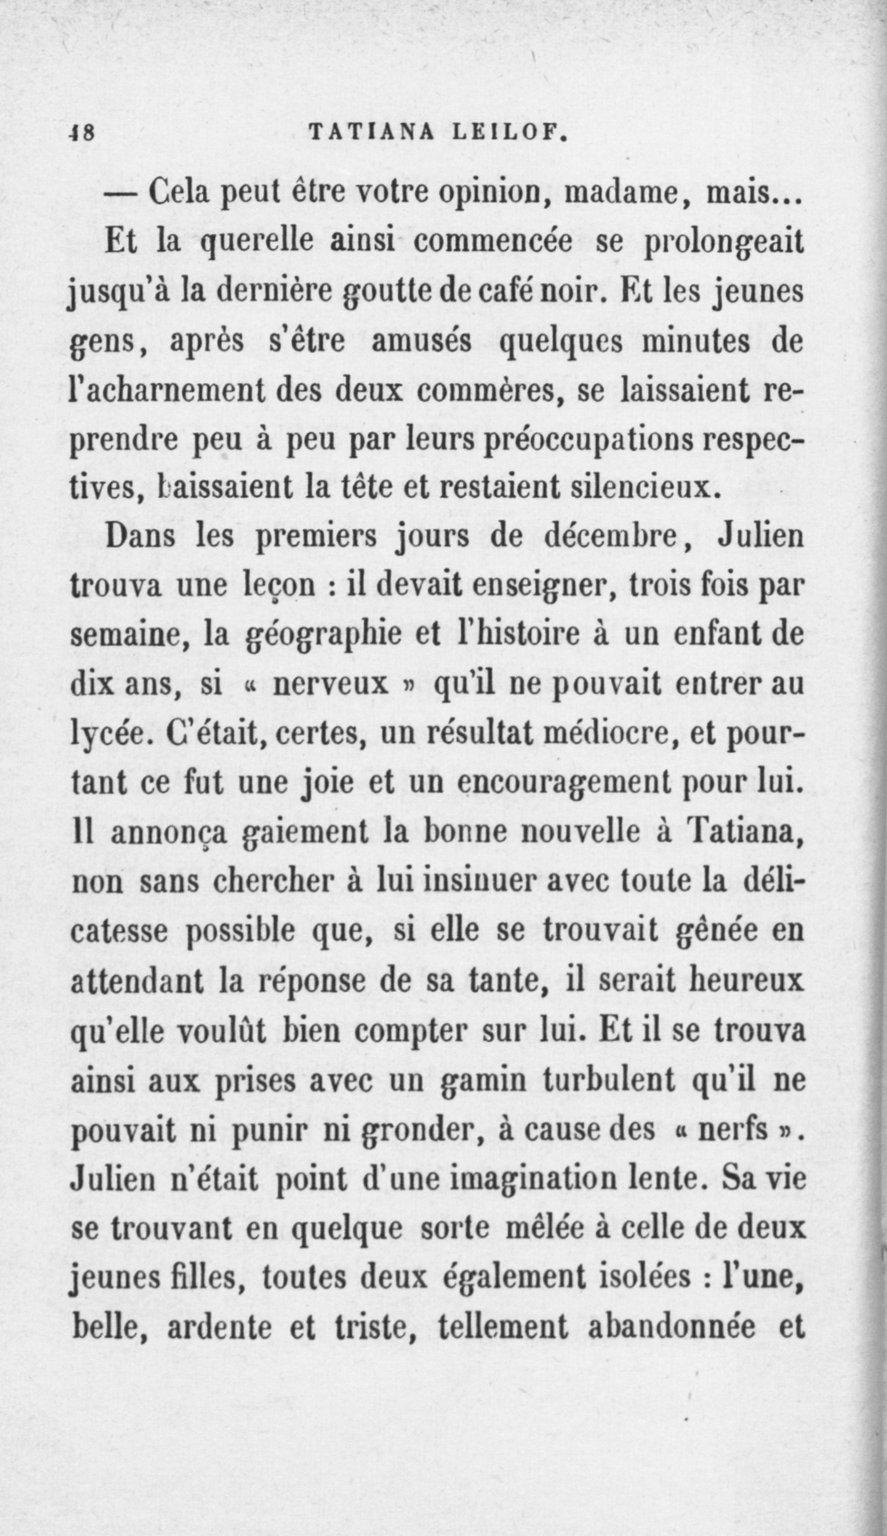 18 TATIANA LEILOF.
— Cela peut être votre opinion, madame, mais...
Et la querelle ainsi commencée se prolongeait
jusqu'à la dernière goutte de café noir. Et les jeunes
gens, après s'être amusés quelques minutes de
l'acharnement des deux commères, se laissaient re-
prendre peu à peu par leurs préoccupations respec-
tives, baissaient la tête et restaient silencieux.
Dans les premiers jours de décembre, Julien
trouva une leçon : il devait enseigner, trois fois par
semaine, la géographie et l'histoire à un enfant de
dix ans, si « nerveux » qu'il ne pouvait entrer au
lycée. C'était, certes, un résultat médiocre, et pour-
tant ce fut une joie et un encouragement pour lui.
Il annonça gaiement la bonne nouvelle à Tatiana,
non sans chercher à lui insinuer avec toute la déli-
catesse possible que, si elle se trouvait gênée en
attendant la réponse de sa tante, il serait heureux
qu'elle voulût bien compter sur lui. Et il se trouva
ainsi aux prises avec un gamin turbulent qu'il ne
pouvait ni punir ni gronder, à cause des « nerfs ».
Julien n'était point d'une imagination lente. Sa vie
se trouvant en quelque sorte mêlée à celle de deux
jeunes filles, toutes deux également isolées : l'une,
belle, ardente et triste, tellement abandonnée et